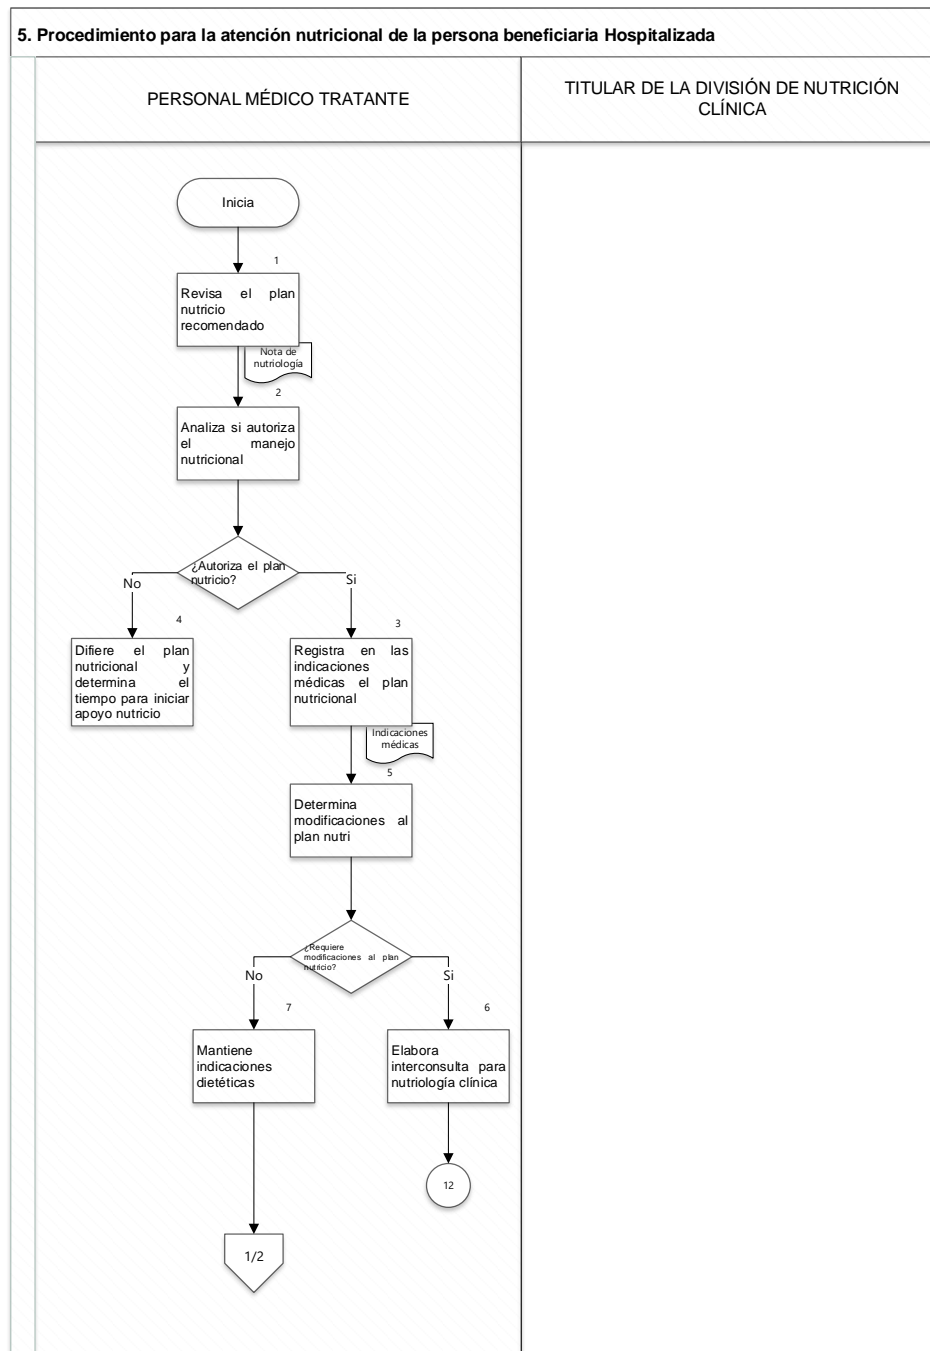 5. Procedimiento para la atención nutricional de la persona beneficiaria Hospitalizada
PERSONAL MÉDICO TRATANTE
TITULAR DE LA DIVISIÓN DE NUTRICIÓN
CLÍNICA
Inicia
1
Revisa el plan
nutricio
recomendado
Nota de
nutriología
2
Analiza si autoriza
el manejo
nutricional
¿Autoriza el plan
nutricio?
No
Si
4
Difiere el plan
nutricional y
determina el
tiempo para iniciar
apoyo nutricio
3
Registra en las
indicaciones
médicas el plan
nutricional
Indicaciones
médicas
5
Determina
modificaciones al
plan nutri
¿Requiere
modificaciones al plan
nutricio?
No
Si
7
Mantiene
indicaciones
dietéticas
6
Elabora
interconsulta para
nutriología clínica
12
1/2